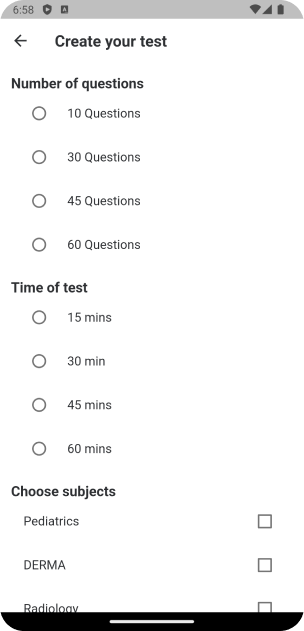 6:58
Create your test
Number of questions
10 Questions
30 Questions
45 Questions
60 Questions
Time of test
15 mins
30 min
45 mins
60 mins
Choose subjects
Pediatrics
DERMA
Radiology